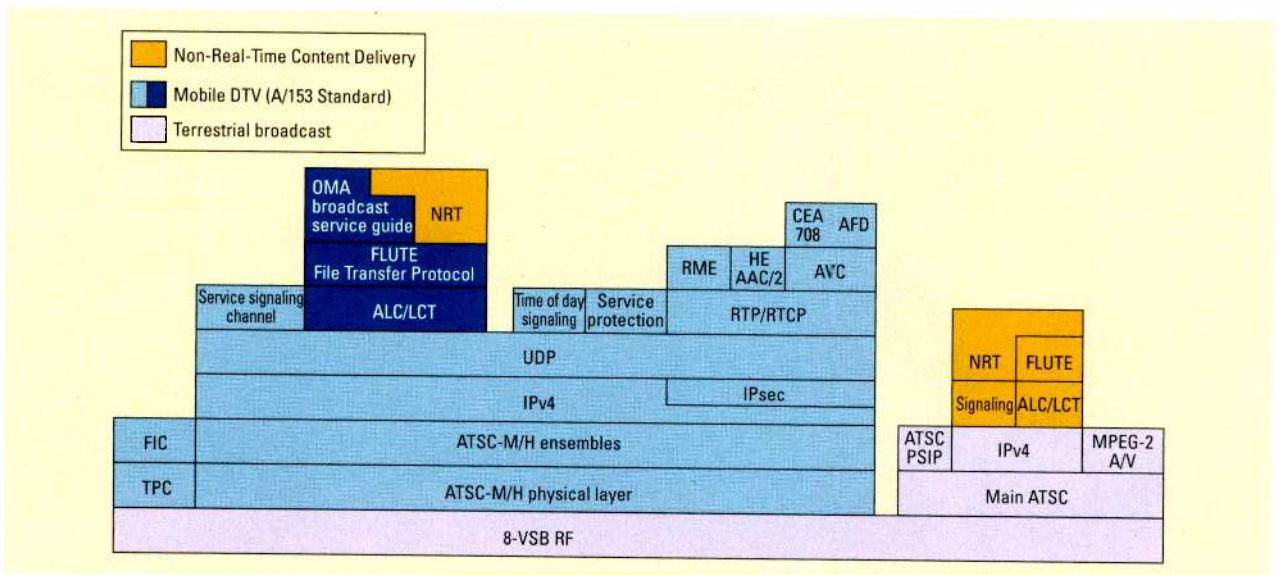 Non-Real-Time Content Delivery
Mobile DTV (A/153 Standard)
Terrestrial broadcast
OMA
broadcast
service guide
NRT
FLUTE
File Transfer Protocol
Service signaling
channel
ALC/LCT
Time of day
signaling
Service
protection
CEA
708
AFD
RME
HE
AAC/2
AVC
RTP/RTCP
UDP
IPv4
IPsec
FIC
ATSC-M/H ensembles
TPC
ATSC-M/H physical layer
NRT
FLUTE
Signaling
ALC/LCT
ATSC
PSIP
IPv4
MPEG-2
A/V
Main ATSC
8-VSB RF